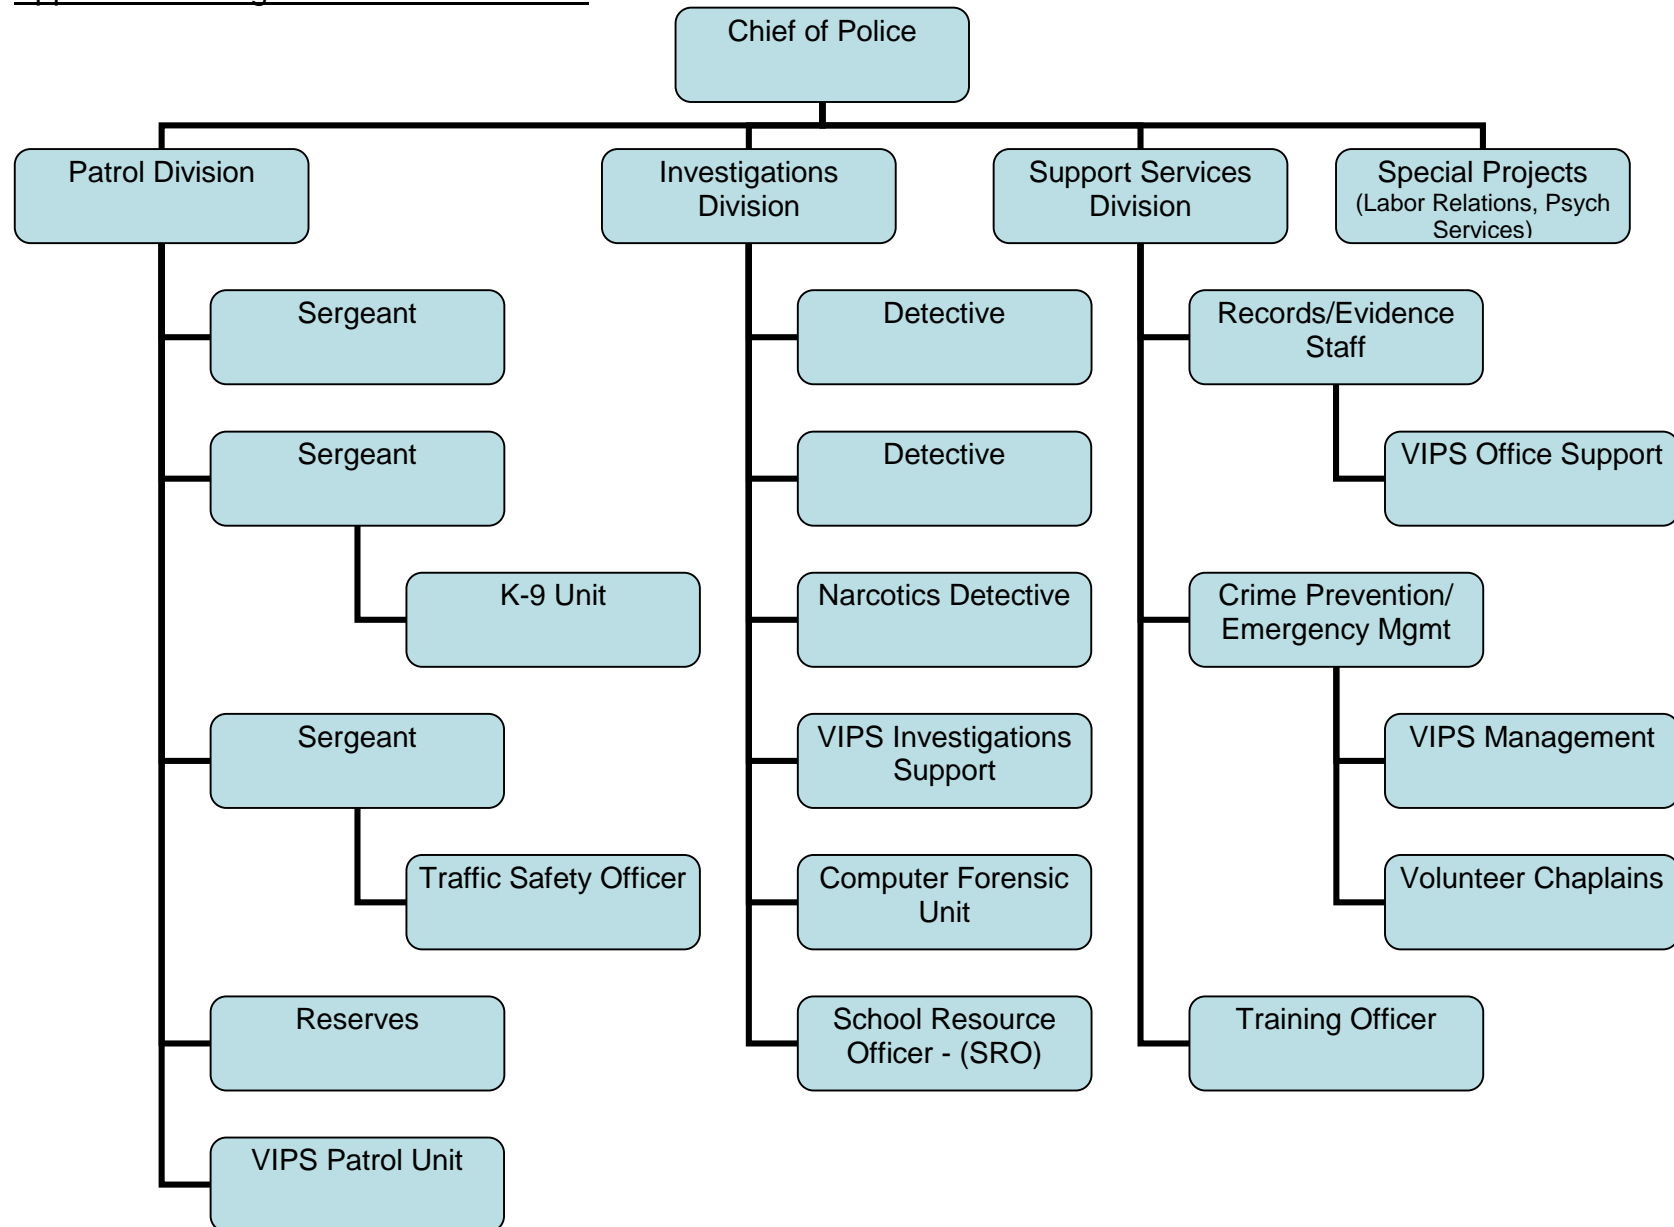 Chief of Police
Patrol Division
Investigations
Division
Support Services
Division
Special Projects
(Labor Relations, Psych
Services)
Sergeant
Detective
Records/Evidence
Staff
Sergeant
Detective
VIPS Office Support
K-9 Unit
Narcotics Detective
Crime Prevention/
Emergency Mgmt
Sergeant
VIPS Investigations
Support
VIPS Management
Traffic Safety Officer
Computer Forensic
Unit
Volunteer Chaplains
Reserves
School Resource
Officer - (SRO)
Training Officer
VIPS Patrol Unit